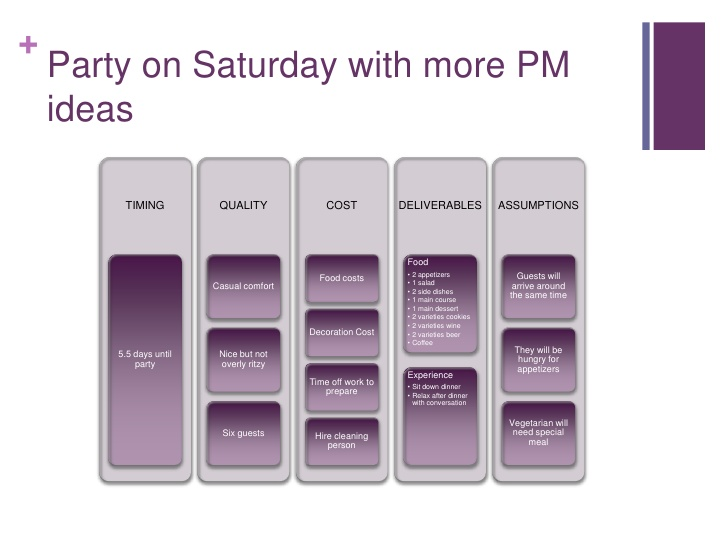 +
Party on Saturday with more PM
ideas
TIMING
5.5 days until
party
QUALITY
Casual comfort
Nice but not
overly ritzy
Six guests
COST
Food costs
Decoration Cost
Time off work to
prepare
Hire cleaning
person
DELIVERABLES
Food
• 2 appetizers
• 1 salad
• 2 side dishes
• 1 main course
• 1 main dessert
• 2 varieties cookies
• 2 varieties wine
• 2 varieties beer
• Coffee
Experience
• Sit down dinner
• Relax after dinner
with conversation
ASSUMPTIONS
Guests will
arrive around
the same time
They will be
hungry for
appetizers
Vegetarian will
need special
meal